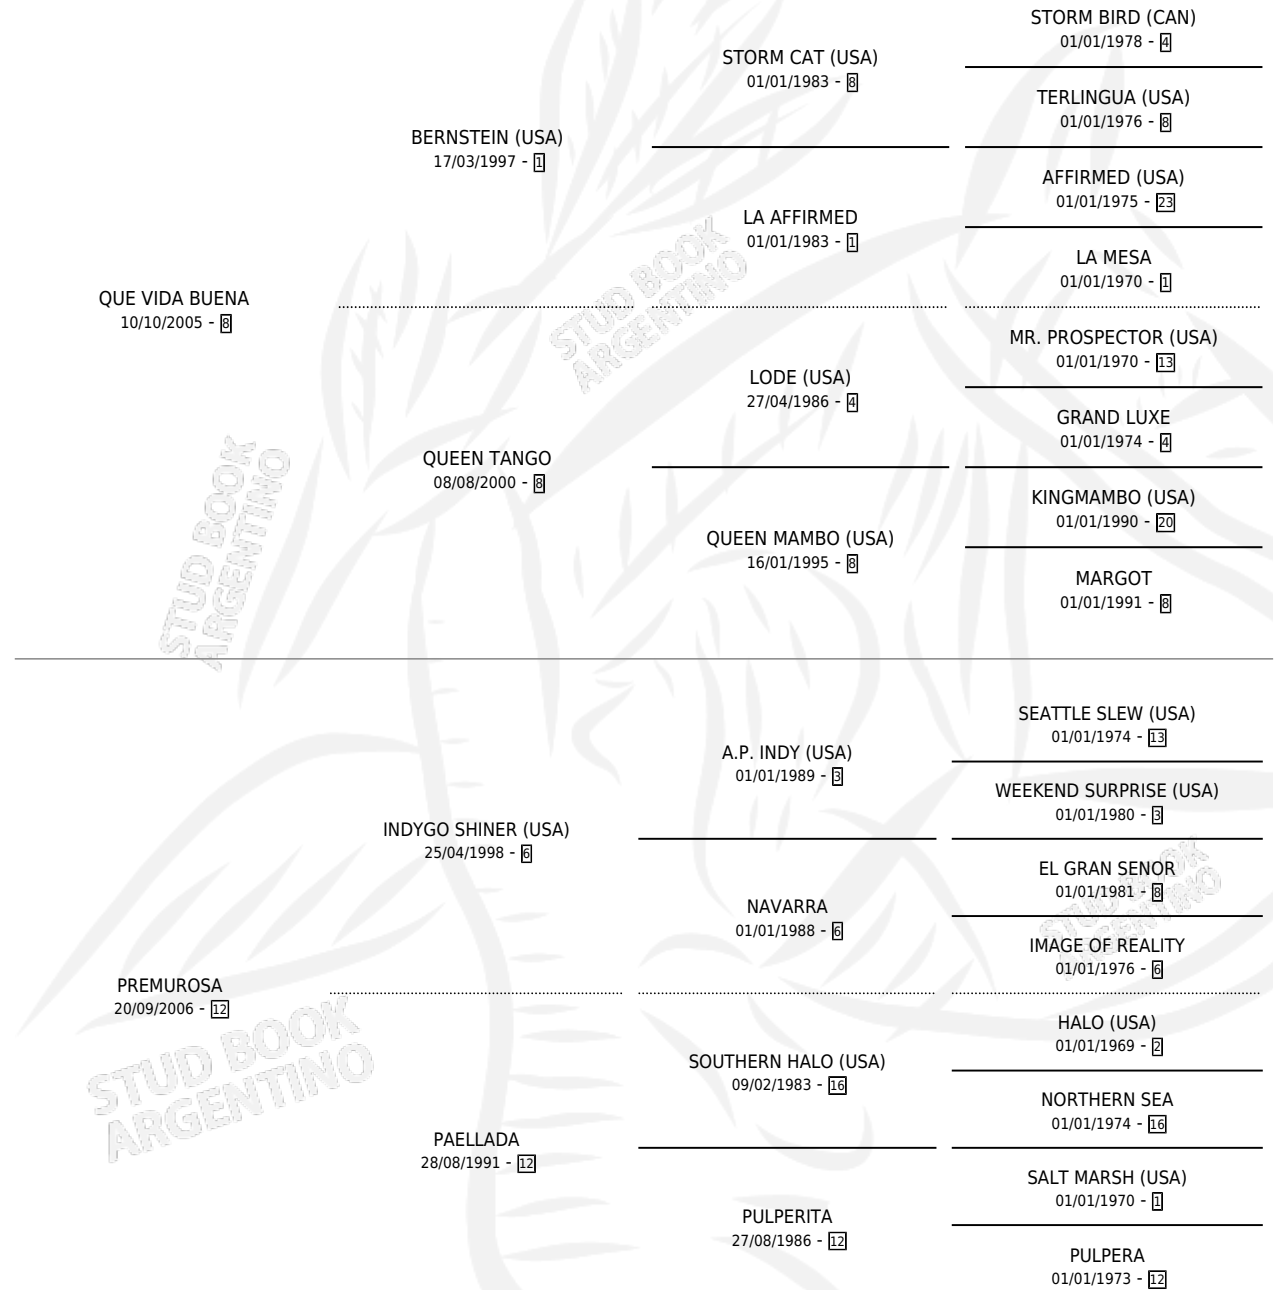 STORM BIRD (CAN)
01/01/1978 - 4
STORM CAT (USA)
01/01/1983 - 8
TERLINGUA (USA)
01/01/1976 - 8
BERNSTEIN (USA)
17/03/1997 - 1
AFFIRMED (USA)
01/01/1975 - 23
LA AFFIRMED
01/01/1983 - 1
LA MESA
01/01/1970 - 1
QUE VIDA BUENA
10/10/2005 - 8
MR. PROSPECTOR (USA)
01/01/1970 - 13
LODE (USA)
27/04/1986 - 4
GRAND LUXE
01/01/1974 - 4
QUEEN TANGO
08/08/2000 - 8
KINGMAMBO (USA)
01/01/1990 - 20
QUEEN MAMBO (USA)
16/01/1995 - 8
MARGOT
01/01/1991 - 8
STUD BOOK
ARGENTINO
STUD BOOK
ARGENTINO
SEATTLE SLEW (USA)
01/01/1974 - 13
A.P. INDY (USA)
01/01/1989 - 3
WEEKEND SURPRISE (USA)
01/01/1980 - 3
INDYGO SHINER (USA)
25/04/1998 - 6
EL GRAN SENOR
01/01/1981 - 8
NAVARRA
01/01/1988 - 6
IMAGE OF REALITY
01/01/1976 - 6
STUD BOOK
ARGENTINO
PREMUROSA
20/09/2006 - 12
HALO (USA)
01/01/1969 - 2
SOUTHERN HALO (USA)
09/02/1983 - 16
NORTHERN SEA
01/01/1974 - 16
STUD BOOK
ARGENTINO
PAELLADA
28/08/1991 - 12
SALT MARSH (USA)
01/01/1970 - 1
PULPERITA
27/08/1986 - 12
PULPERA
01/01/1973 - 12